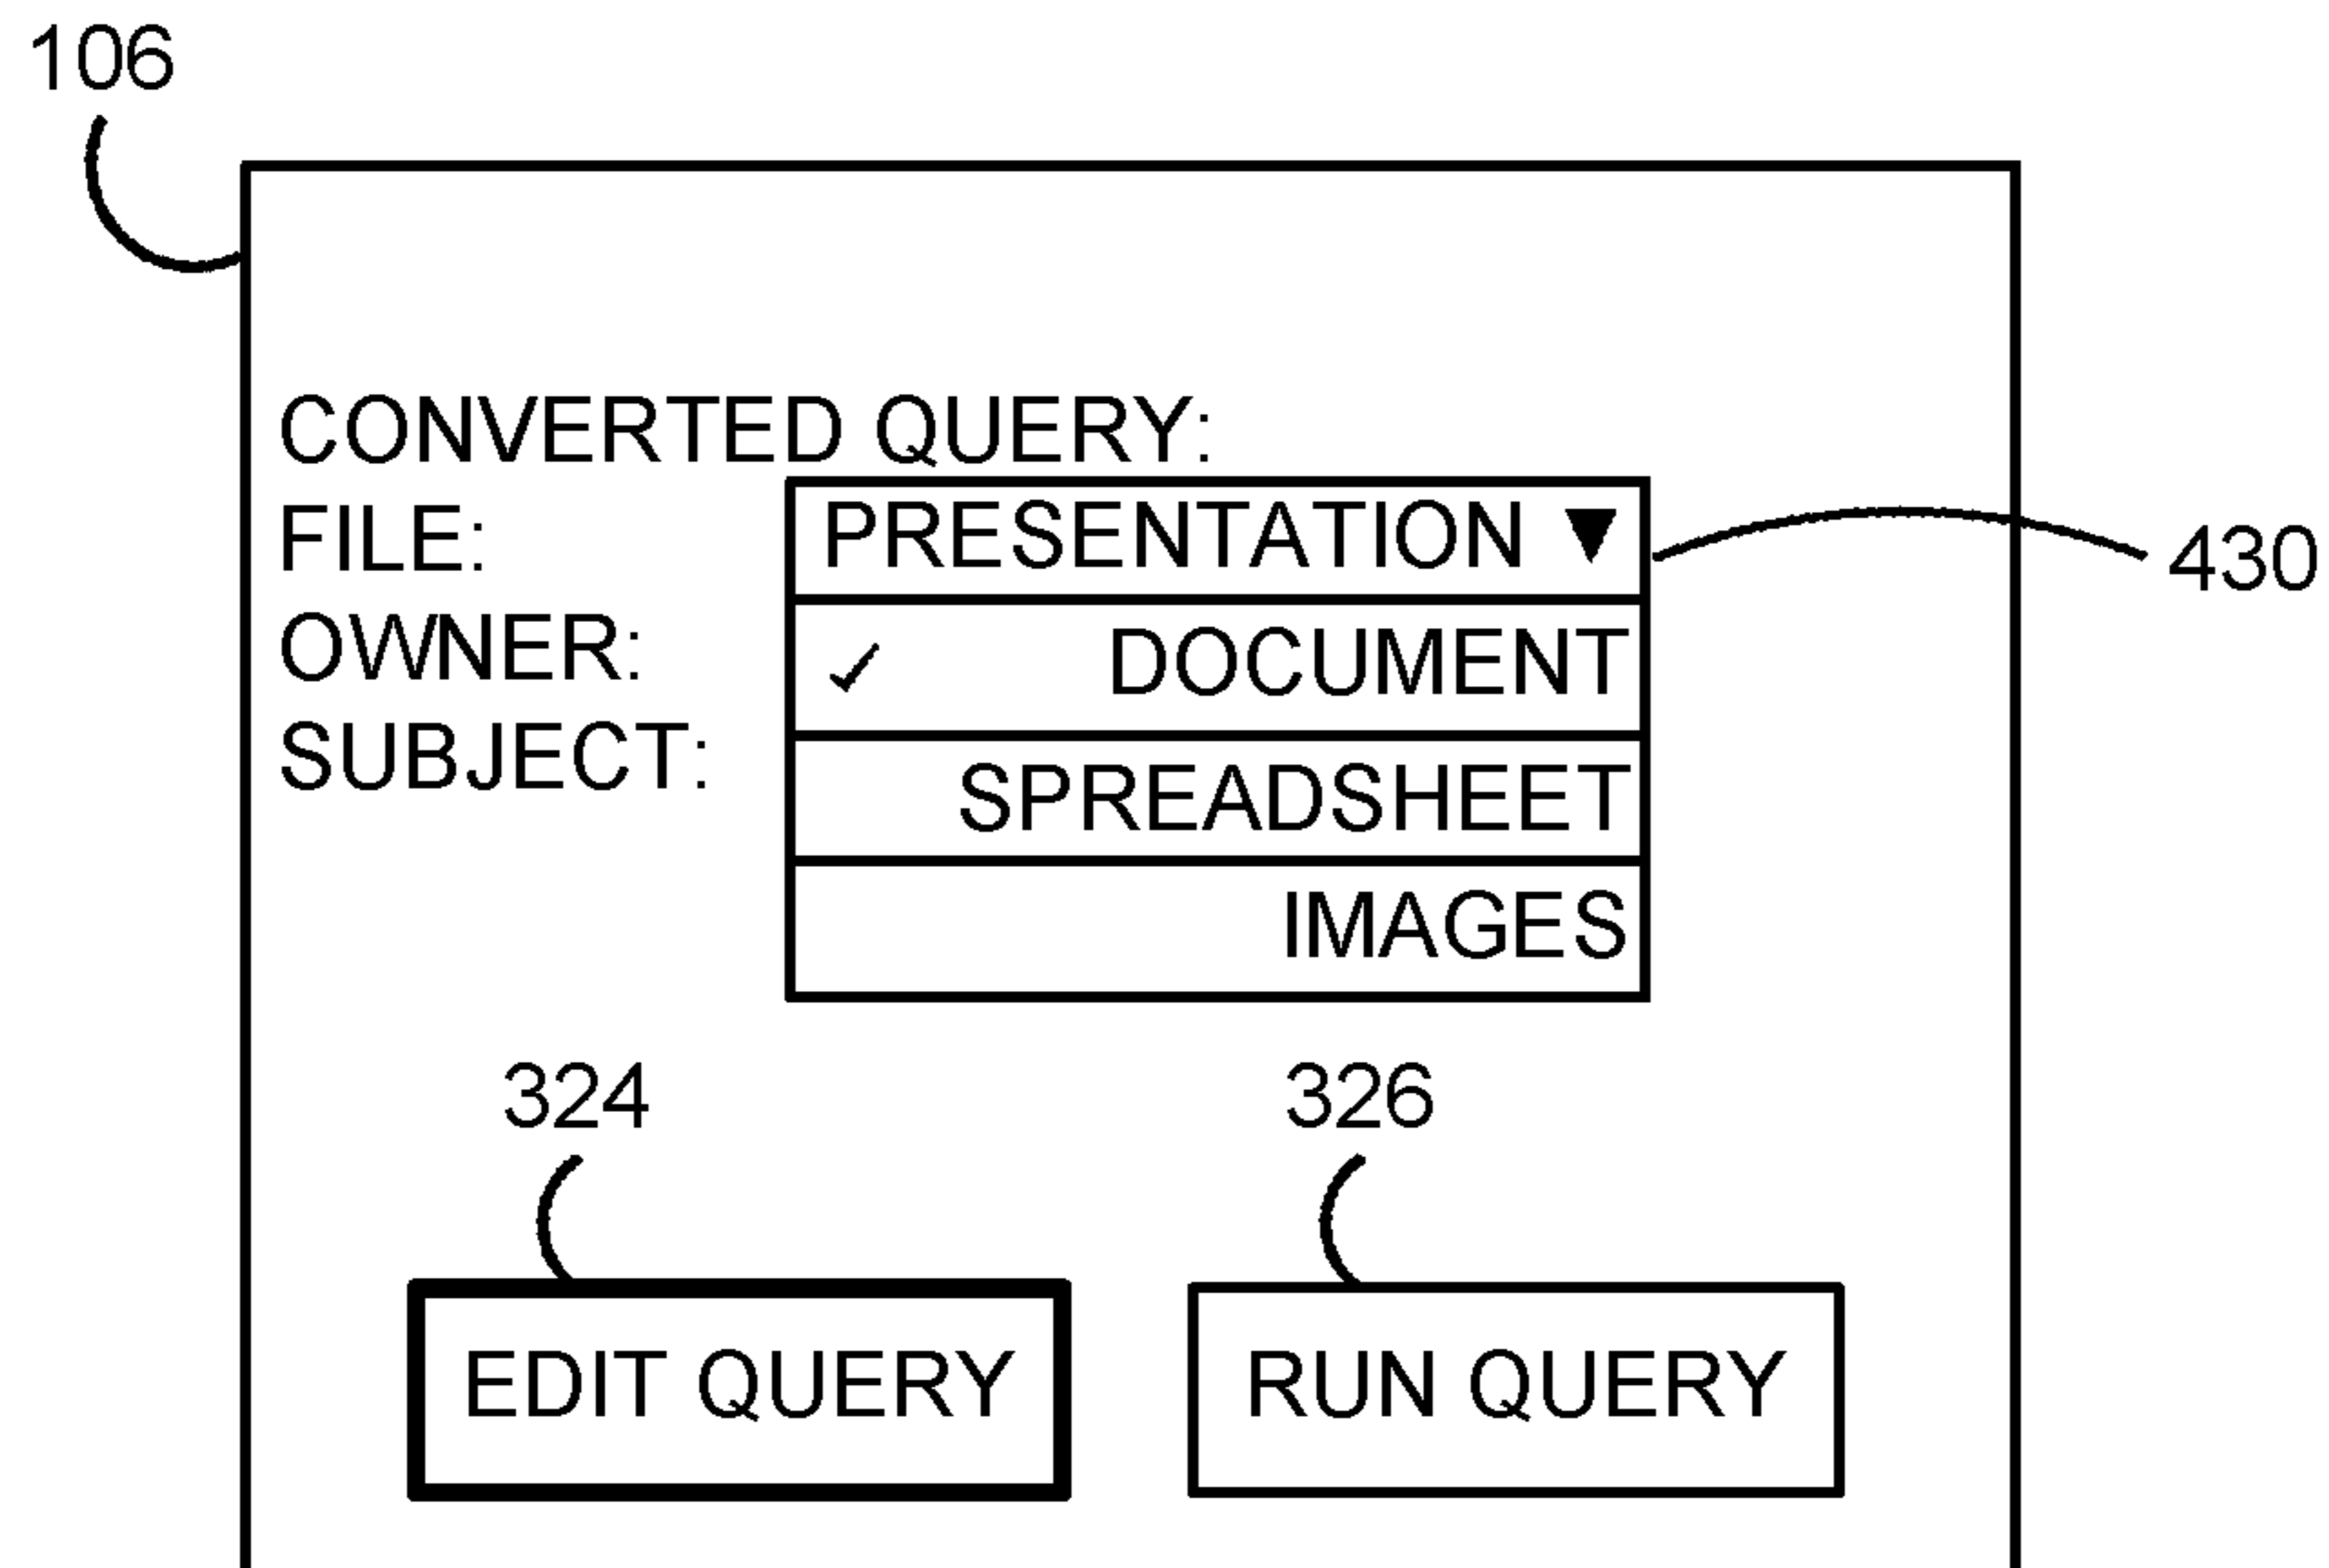 106
CONVERTED QUERY:
FILE: PRESENTATION ▼
430
OWNER: ✓ DOCUMENT
SUBJECT: SPREADSHEET
IMAGES
324 326
EDIT QUERY RUN QUERY